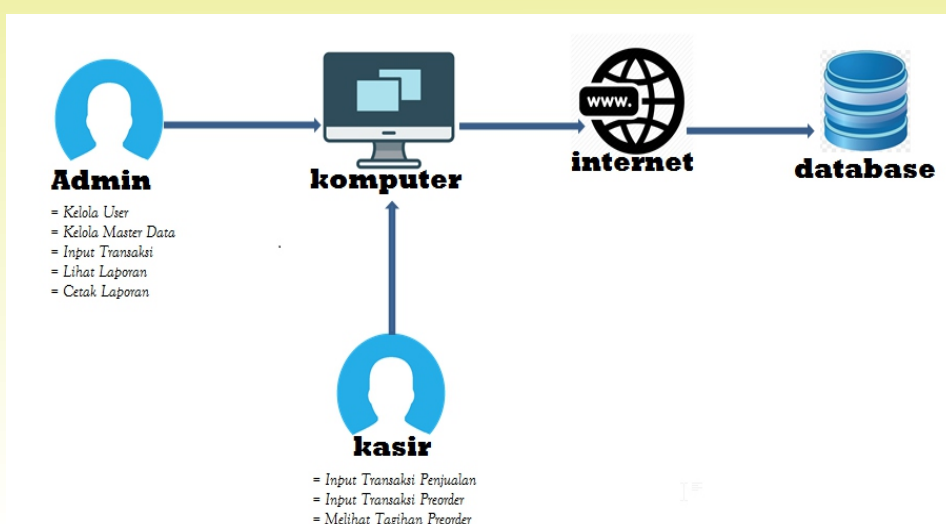 www.
Admin
komputer
internet
database
= Kelola User
= Kelola Master Data
= Input Transaksi
= Lihat Laporan
= Cetak Laporan
kasir
= Input Transaksi Penjualan
= Input Transaksi Preorder
= Melihat Tagihan Preorder